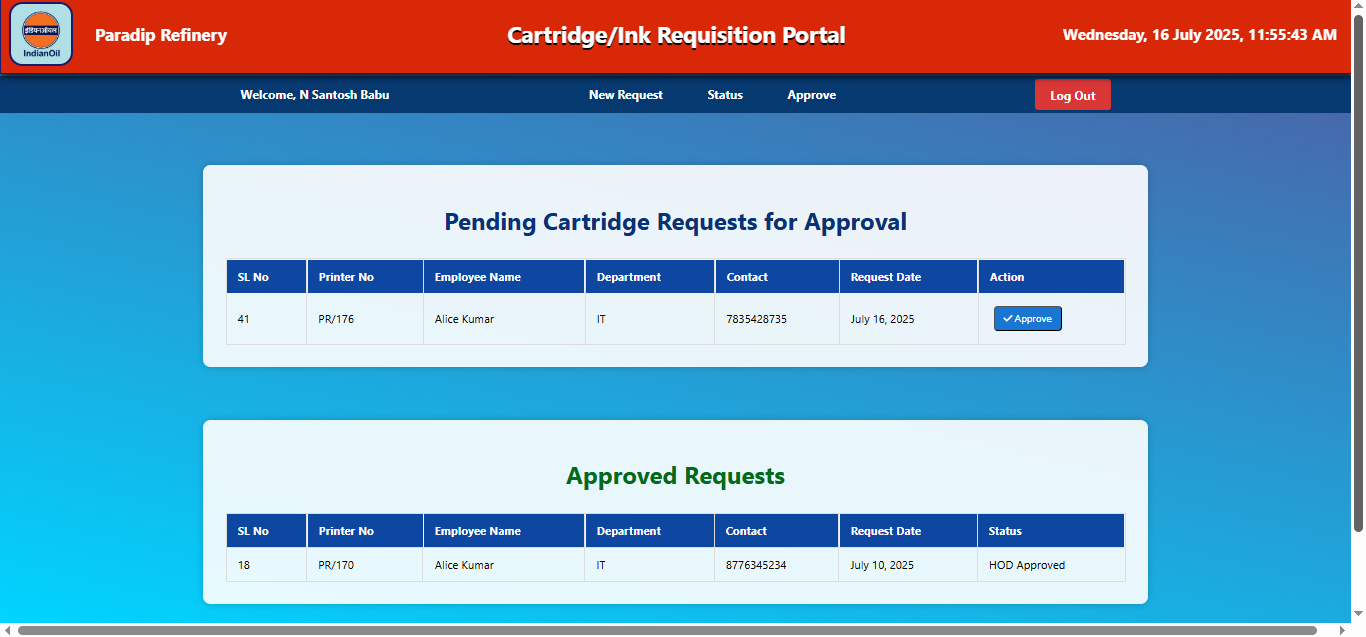 इंडियनऑयल
IndianOil
Paradip Refinery
Cartridge/Ink Requisition Portal
Wednesday, 16 July 2025, 11:55:43 AM
Welcome, N Santosh Babu New Request Status Approve Log Out
Pending Cartridge Requests for Approval
SL No Printer No Employee Name Department Contact Request Date Action
41 PR/176 Alice Kumar IT 7835428735 July 16, 2025 Approve
Approved Requests
SL No Printer No Employee Name Department Contact Request Date Status
18 PR/170 Alice Kumar IT 8776345234 July 10, 2025 HOD Approved